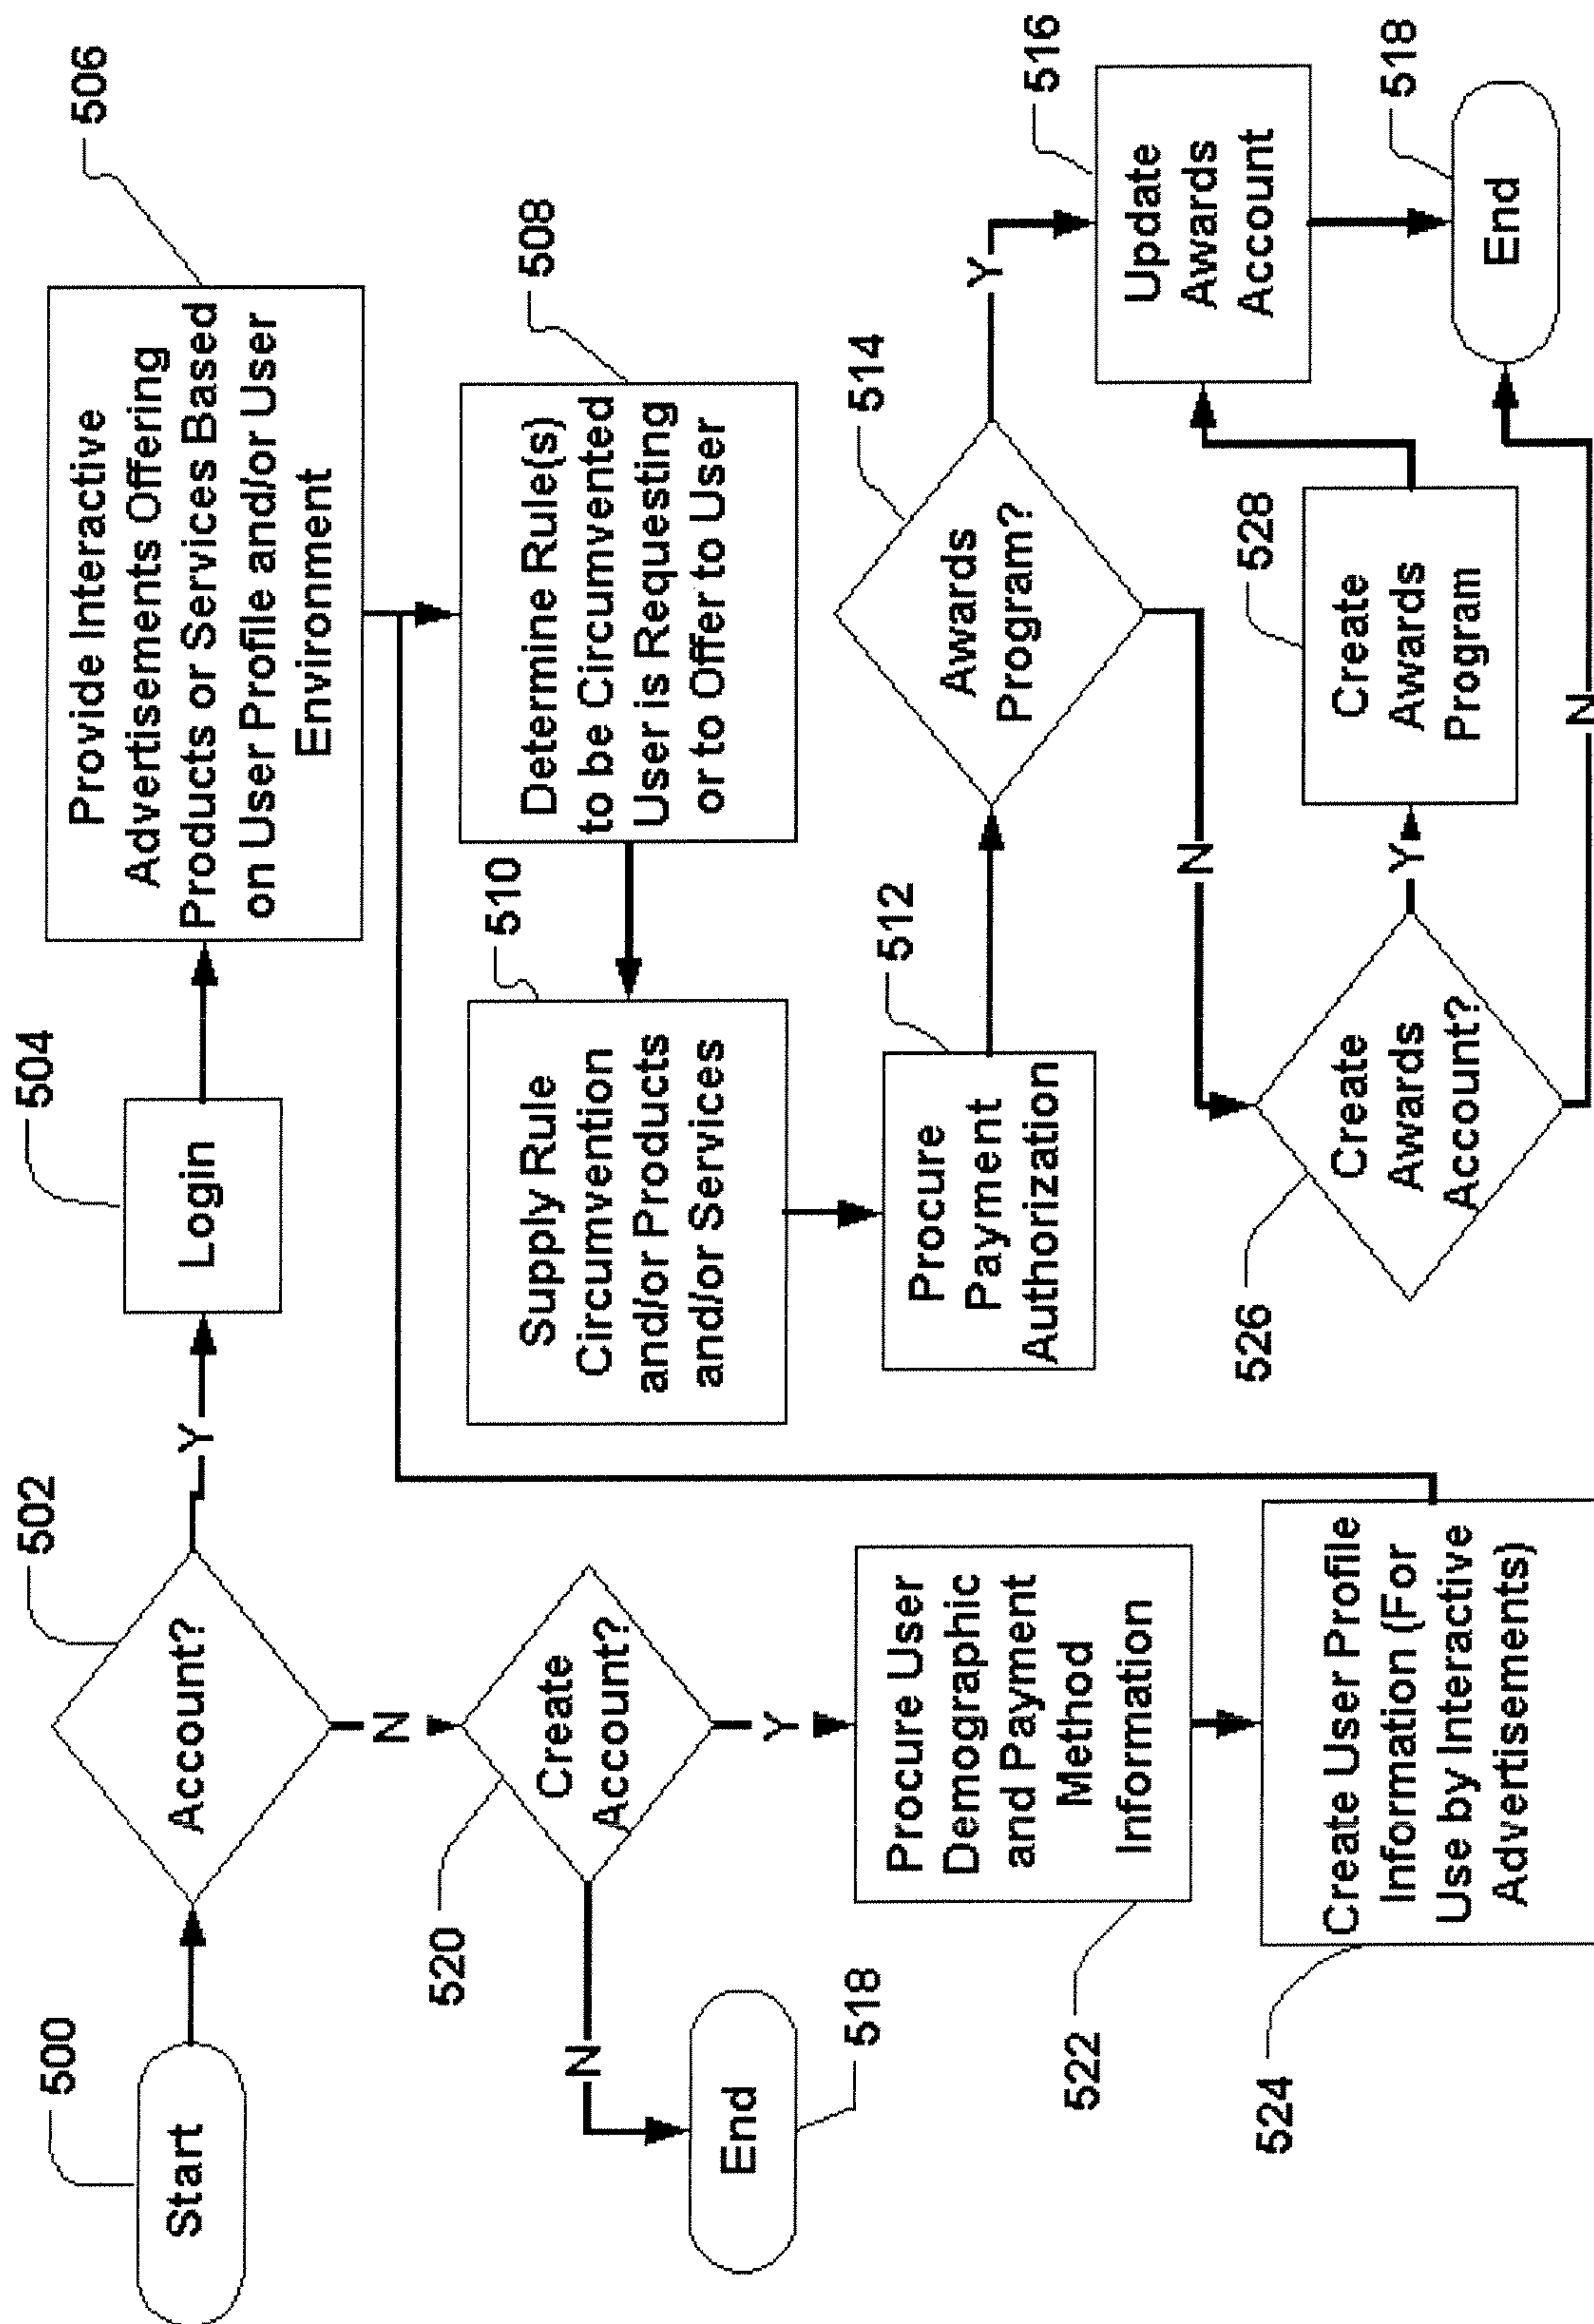 500
Start
502
Account?
Y
504
Login
506
Provide Interactive
Advertisements Offering
Products or Services Based
on User Profile and/or User
Environment
N
520
Create
Account?
N
End
518
Y
522
Procure User
Demographic
and Payment
Method
Information
524
Create User Profile
Information (For
Use by Interactive
Advertisements)
508
Determine Rule(s)
to be Circumvented
User is Requesting
or to Offer to User
510
Supply Rule
Circumvention
and/or Products
and/or Services
512
Procure
Payment
Authorization
514
Awards
Program?
Y
516
Update
Awards
Account
518
End
N
526
Create
Awards
Account?
Y
528
Create
Awards
Program
N